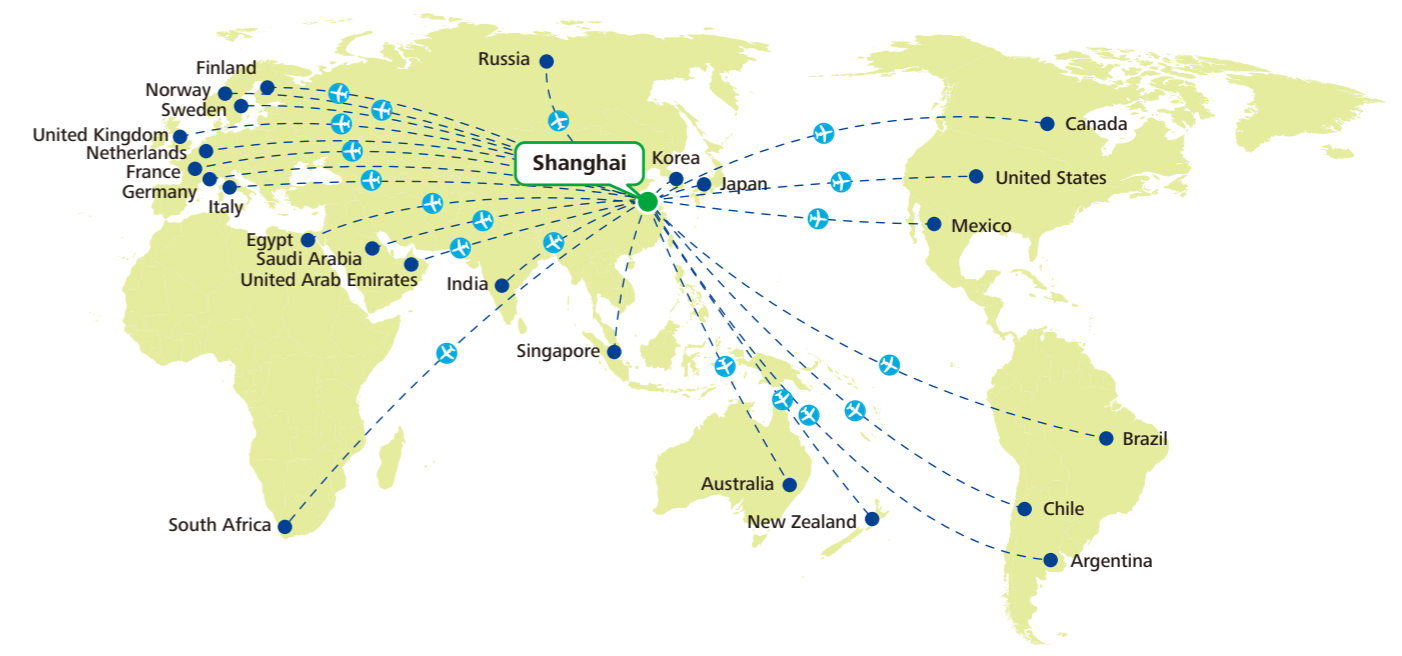 Russia
Finland
Norway
Sweden
United Kingdom
Netherlands
France
Germany
Italy
Shanghai
Korea
Japan
Canada
United States
Mexico
Egypt
Saudi Arabia
United Arab Emirates
India
Singapore
Brazil
Australia
New Zealand
Chile
South Africa
Argentina